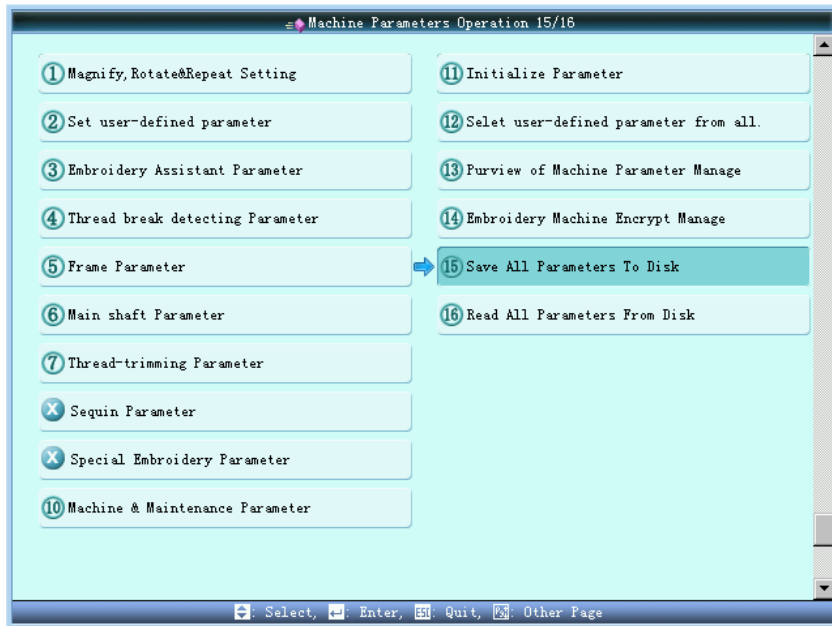 Machine Parameters Operation 15/16
1 Magnify,Rotate&Repeat Setting
2 Set user-defined parameter
3 Embroidery Assistant Parameter
4 Thread break detecting Parameter
5 Frame Parameter
6 Main shaft Parameter
7 Thread-trimming Parameter
X Sequin Parameter
X Special Embroidery Parameter
10 Machine & Maintenance Parameter
11 Initialize Parameter
12 Selet user-defined parameter from all.
13 Purview of Machine Parameter Manage
14 Embroidery Machine Encrypt Manage
15 Save All Parameters To Disk
16 Read All Parameters From Disk
: Select, : Enter, ESC: Quit, : Other Page